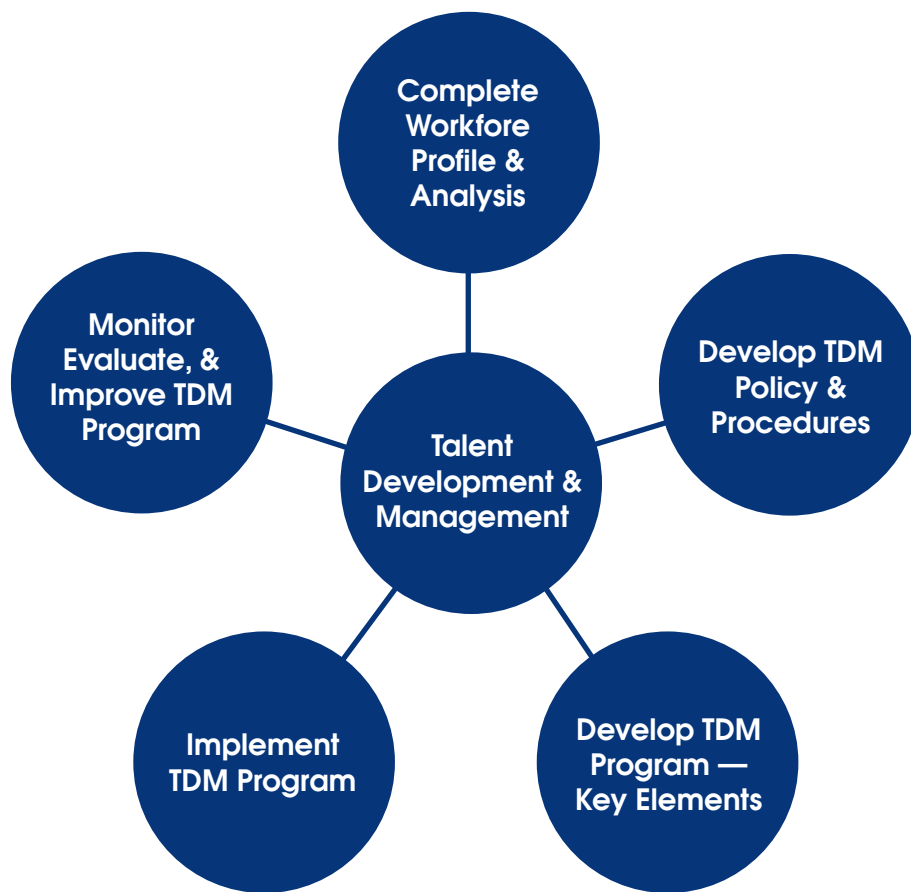 Complete
Workfore
Profile &
Analysis
Develop TDM
Policy &
Procedures
Develop TDM
Program —
Key Elements
Implement
TDM Program
Monitor
Evaluate, &
Improve TDM
Program
Talent
Development &
Management